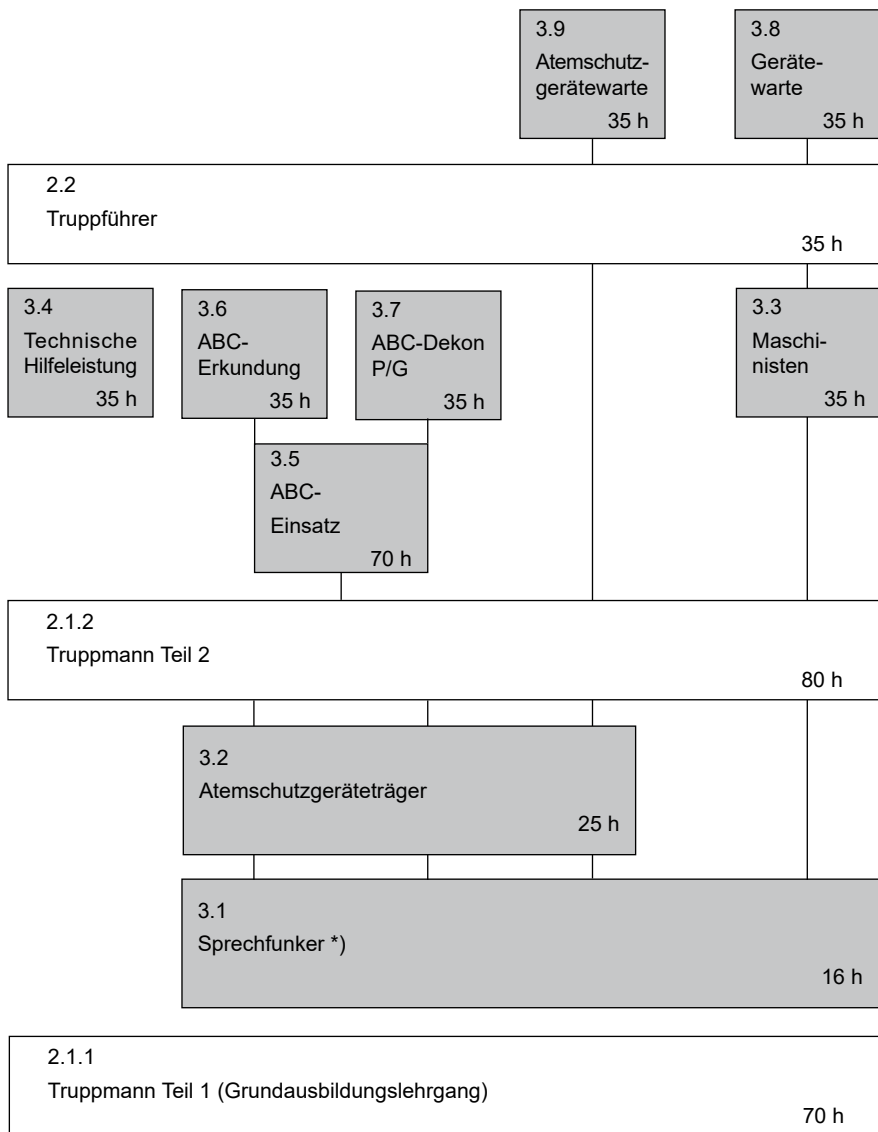 3.9
Atemschutz-
gerätewarte
35 h
3.8
Geräte-
warte
35 h
2.2
Truppführer
35 h
3.4
Technische
Hilfeleistung
35 h
3.6
ABC-
Erkundung
35 h
3.7
ABC-Dekon
P/G
35 h
3.3
Maschi-
nisten
35 h
3.5
ABC-
Einsatz
70 h
2.1.2
Truppmann Teil 2
80 h
3.2
Atemschutzgeräteträger
25 h
3.1
Sprechfunker *)
16 h
2.1.1
Truppmann Teil 1 (Grundausbildungslehrgang)
70 h